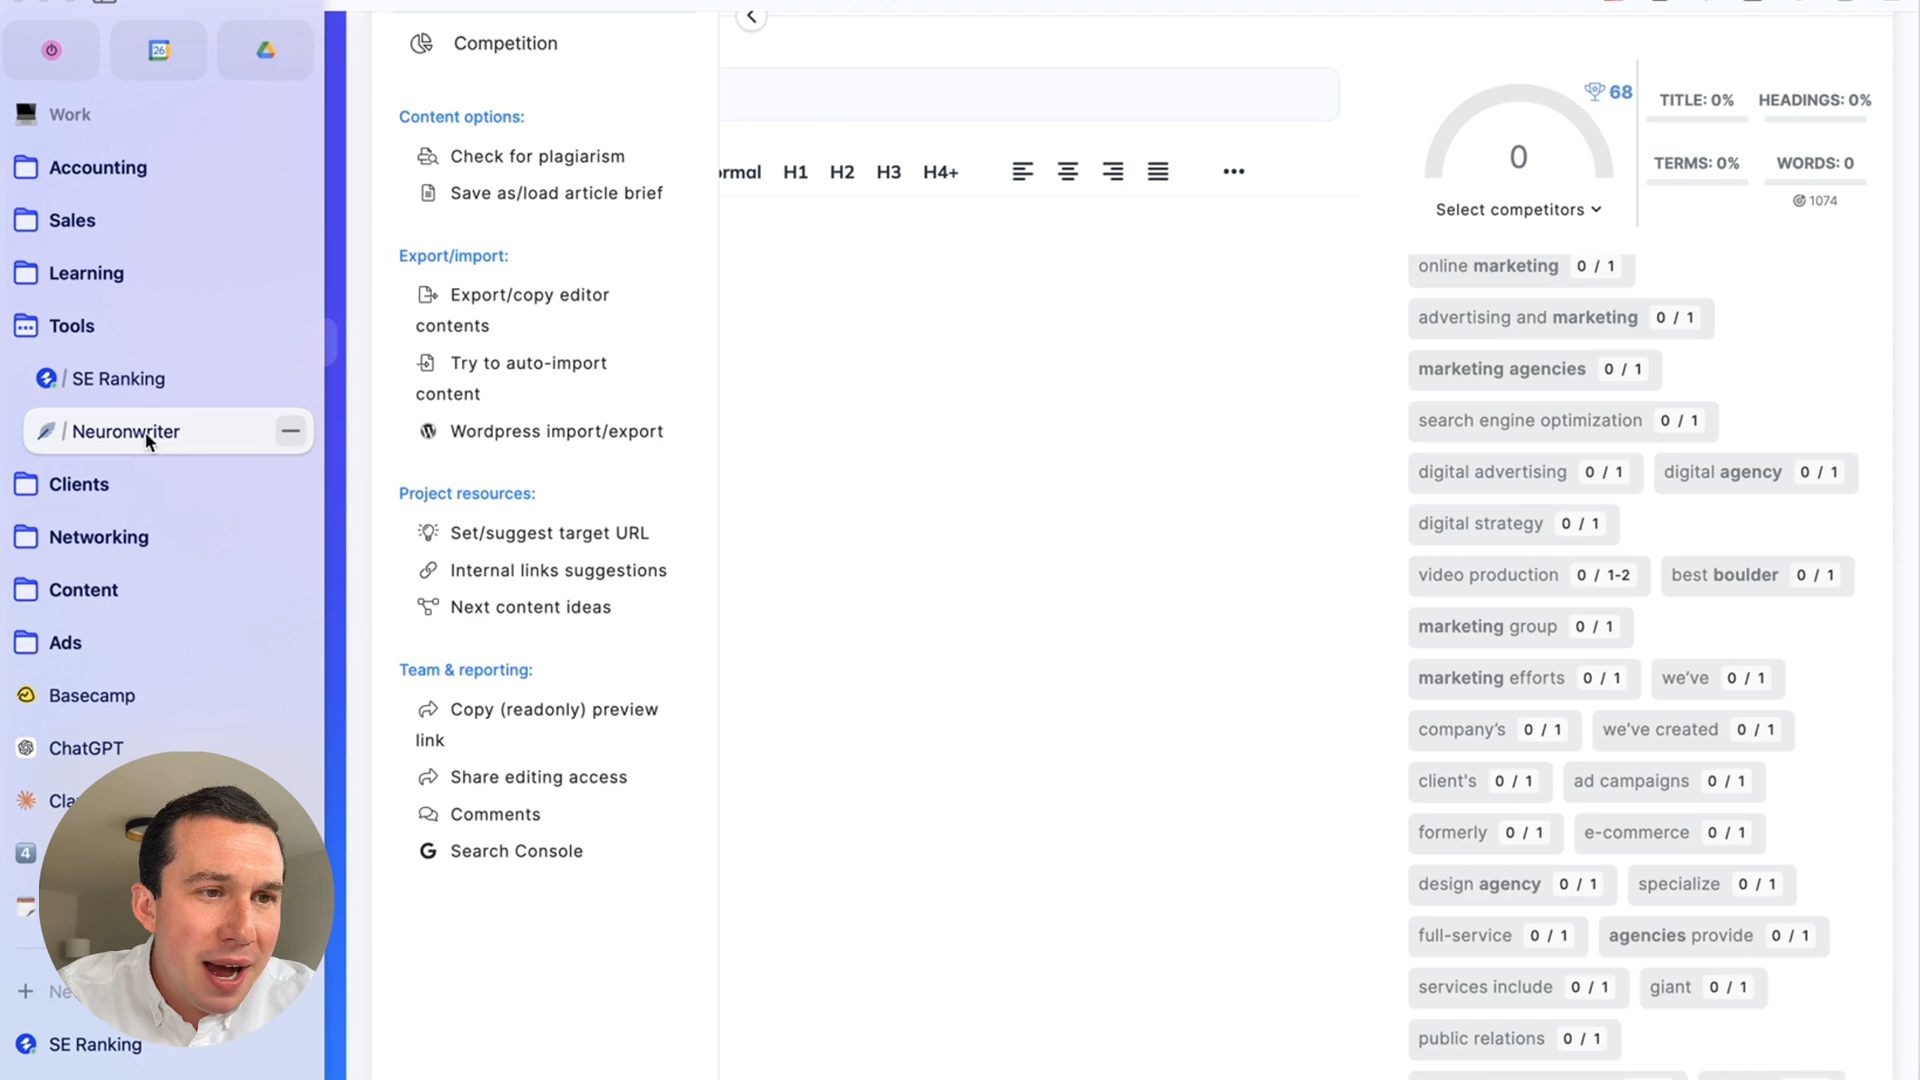 26
Work
Accounting
Sales
Learning
Tools
/ SE Ranking
/ Neuronwriter
Clients
Networking
Content
Ads
Basecamp
ChatGPT
4
SE Ranking
Competition
Content options:
Check for plagiarism
Save as/load article brief
Export/import:
Export/copy editor
contents
Try to auto-import
content
Wordpress import/export
Project resources:
Set/suggest target URL
Internal links suggestions
Next content ideas
Team & reporting:
Copy (readonly) preview
link
Share editing access
Comments
G Search Console
ormal H1 H2 H3 H4+ •••
68
0
Select competitors
TITLE: 0% HEADINGS: 0%
TERMS: 0% WORDS: 0
1074
online marketing 0 / 1
advertising and marketing 0 / 1
marketing agencies 0 / 1
search engine optimization 0 / 1
digital advertising 0 / 1 digital agency 0 / 1
digital strategy 0 / 1
video production 0 / 1-2 best boulder 0 / 1
marketing group 0 / 1
marketing efforts 0 / 1 we've 0 / 1
company's 0 / 1 we've created 0 / 1
client's 0 / 1 ad campaigns 0 / 1
formerly 0 / 1 e-commerce 0 / 1
design agency 0 / 1 specialize 0 / 1
full-service 0 / 1 agencies provide 0 / 1
services include 0 / 1 giant 0 / 1
public relations 0 / 1